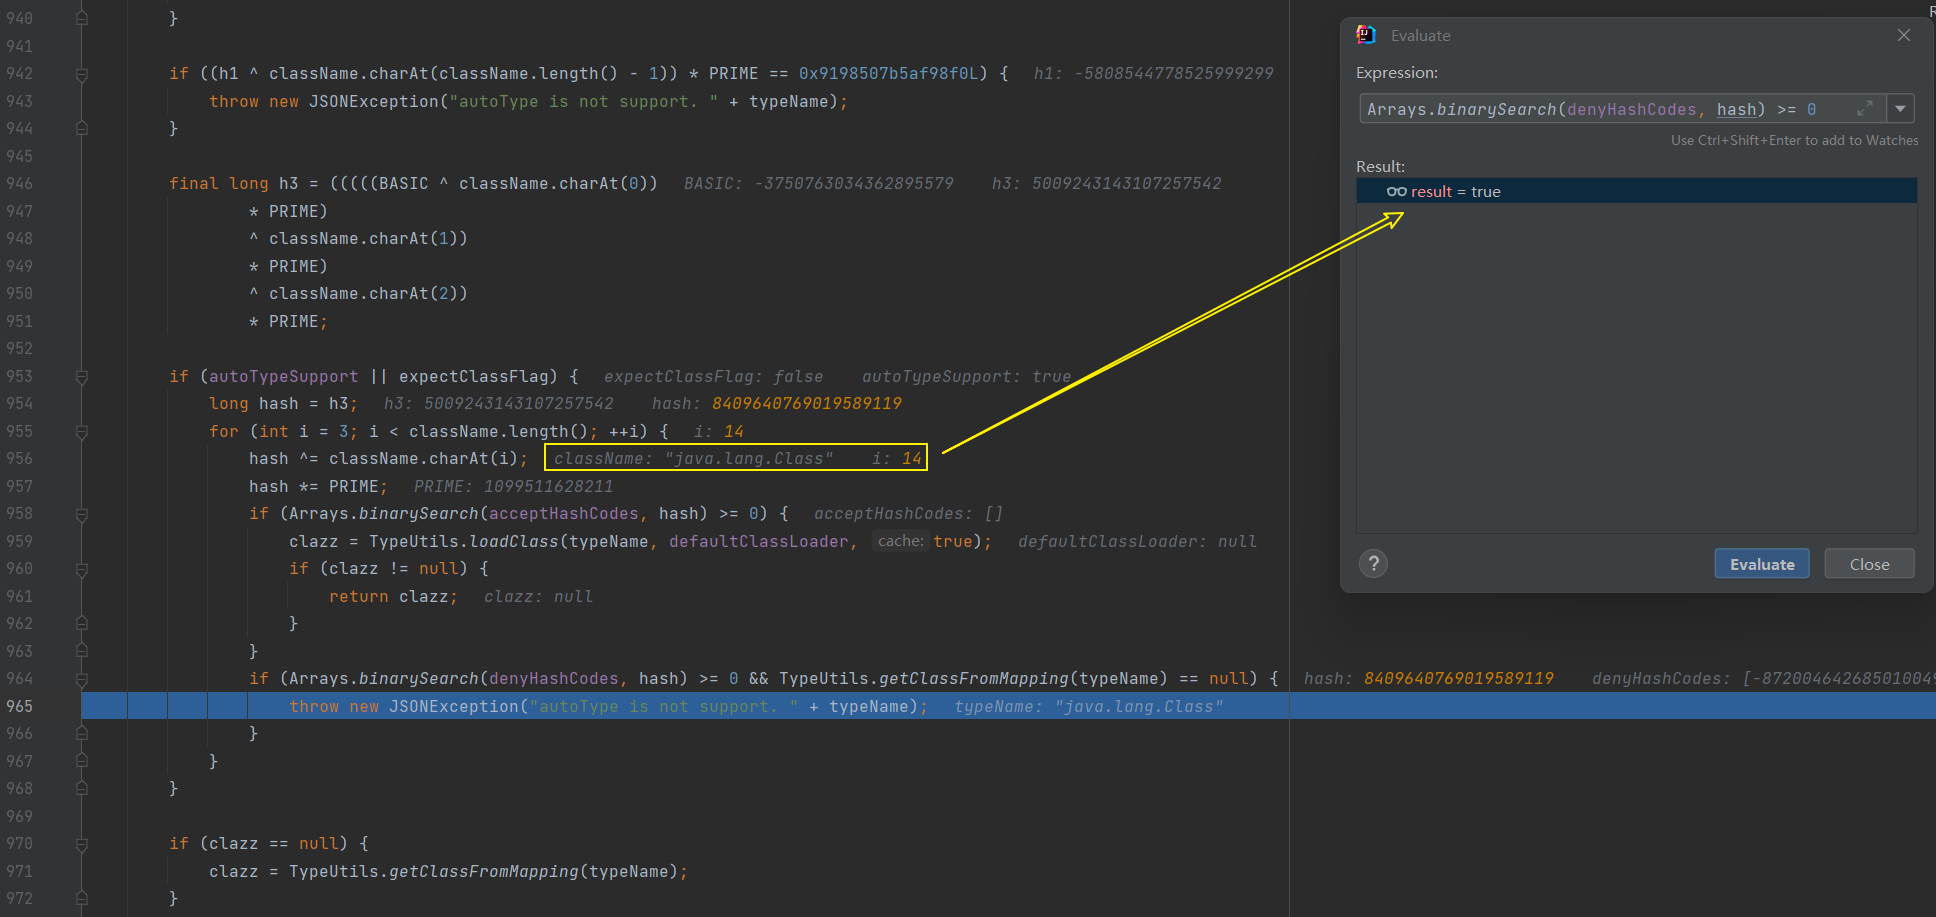 940 }
941
942 if ((h1 ^ className.charAt(className.length() - 1)) * PRIME == 0x9198507b5af98f0L) { h1: -5808544778525999299
943 throw new JSONException("autoType is not support. " + typeName);
944 }
945
946 final long h3 = (((((BASIC ^ className.charAt(0)) BASIC: -3750763034362895579 h3: 5009243143107257542
947 * PRIME)
948 ^ className.charAt(1))
949 * PRIME)
950 ^ className.charAt(2))
951 * PRIME;
952
953 if (autoTypeSupport || expectClassFlag) { expectClassFlag: false autoTypeSupport: true
954 long hash = h3; h3: 5009243143107257542 hash: 8409640769019589119
955 for (int i = 3; i < className.length(); ++i) { i: 14
956 hash ^= className.charAt(i); className: "java.lang.Class" i: 14
957 hash *= PRIME; PRIME: 1099511628211
958 if (Arrays.binarySearch(acceptHashCodes, hash) >= 0) { acceptHashCodes: []
959 clazz = TypeUtils.loadClass(typeName, defaultClassLoader, cache: true); defaultClassLoader: null
960 if (clazz != null) {
961 return clazz; clazz: null
962 }
963 }
964 if (Arrays.binarySearch(denyHashCodes, hash) >= 0 && TypeUtils.getClassFromMapping(typeName) == null) { hash: 8409640769019589119 denyHashCodes: [-87200464268501004
965 throw new JSONException("autoType is not support. " + typeName); typeName: "java.lang.Class"
966 }
967 }
968 }
969
970 if (clazz == null) {
971 clazz = TypeUtils.getClassFromMapping(typeName);
972 }
Evaluate
Expression:
Arrays.binarySearch(denyHashCodes, hash) >= 0
Use Ctrl+Shift+Enter to add to Watches
Result:
result = true
?
Evaluate
Close